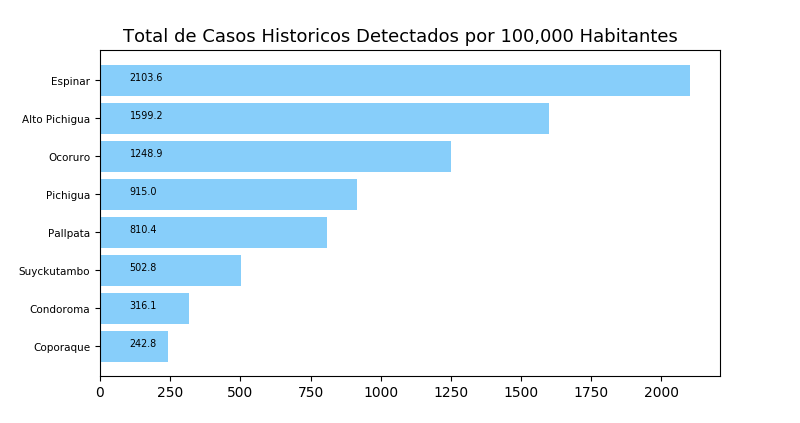 Total de Casos Historicos Detectados por 100,000 Habitantes
Espinar 2103.6
Alto Pichigua 1599.2
Ocoruro 1248.9
Pichigua 915.0
Pallpata 810.4
Suyckutambo 502.8
Condoroma 316.1
Coporaque 242.8
0 250 500 750 1000 1250 1500 1750 2000